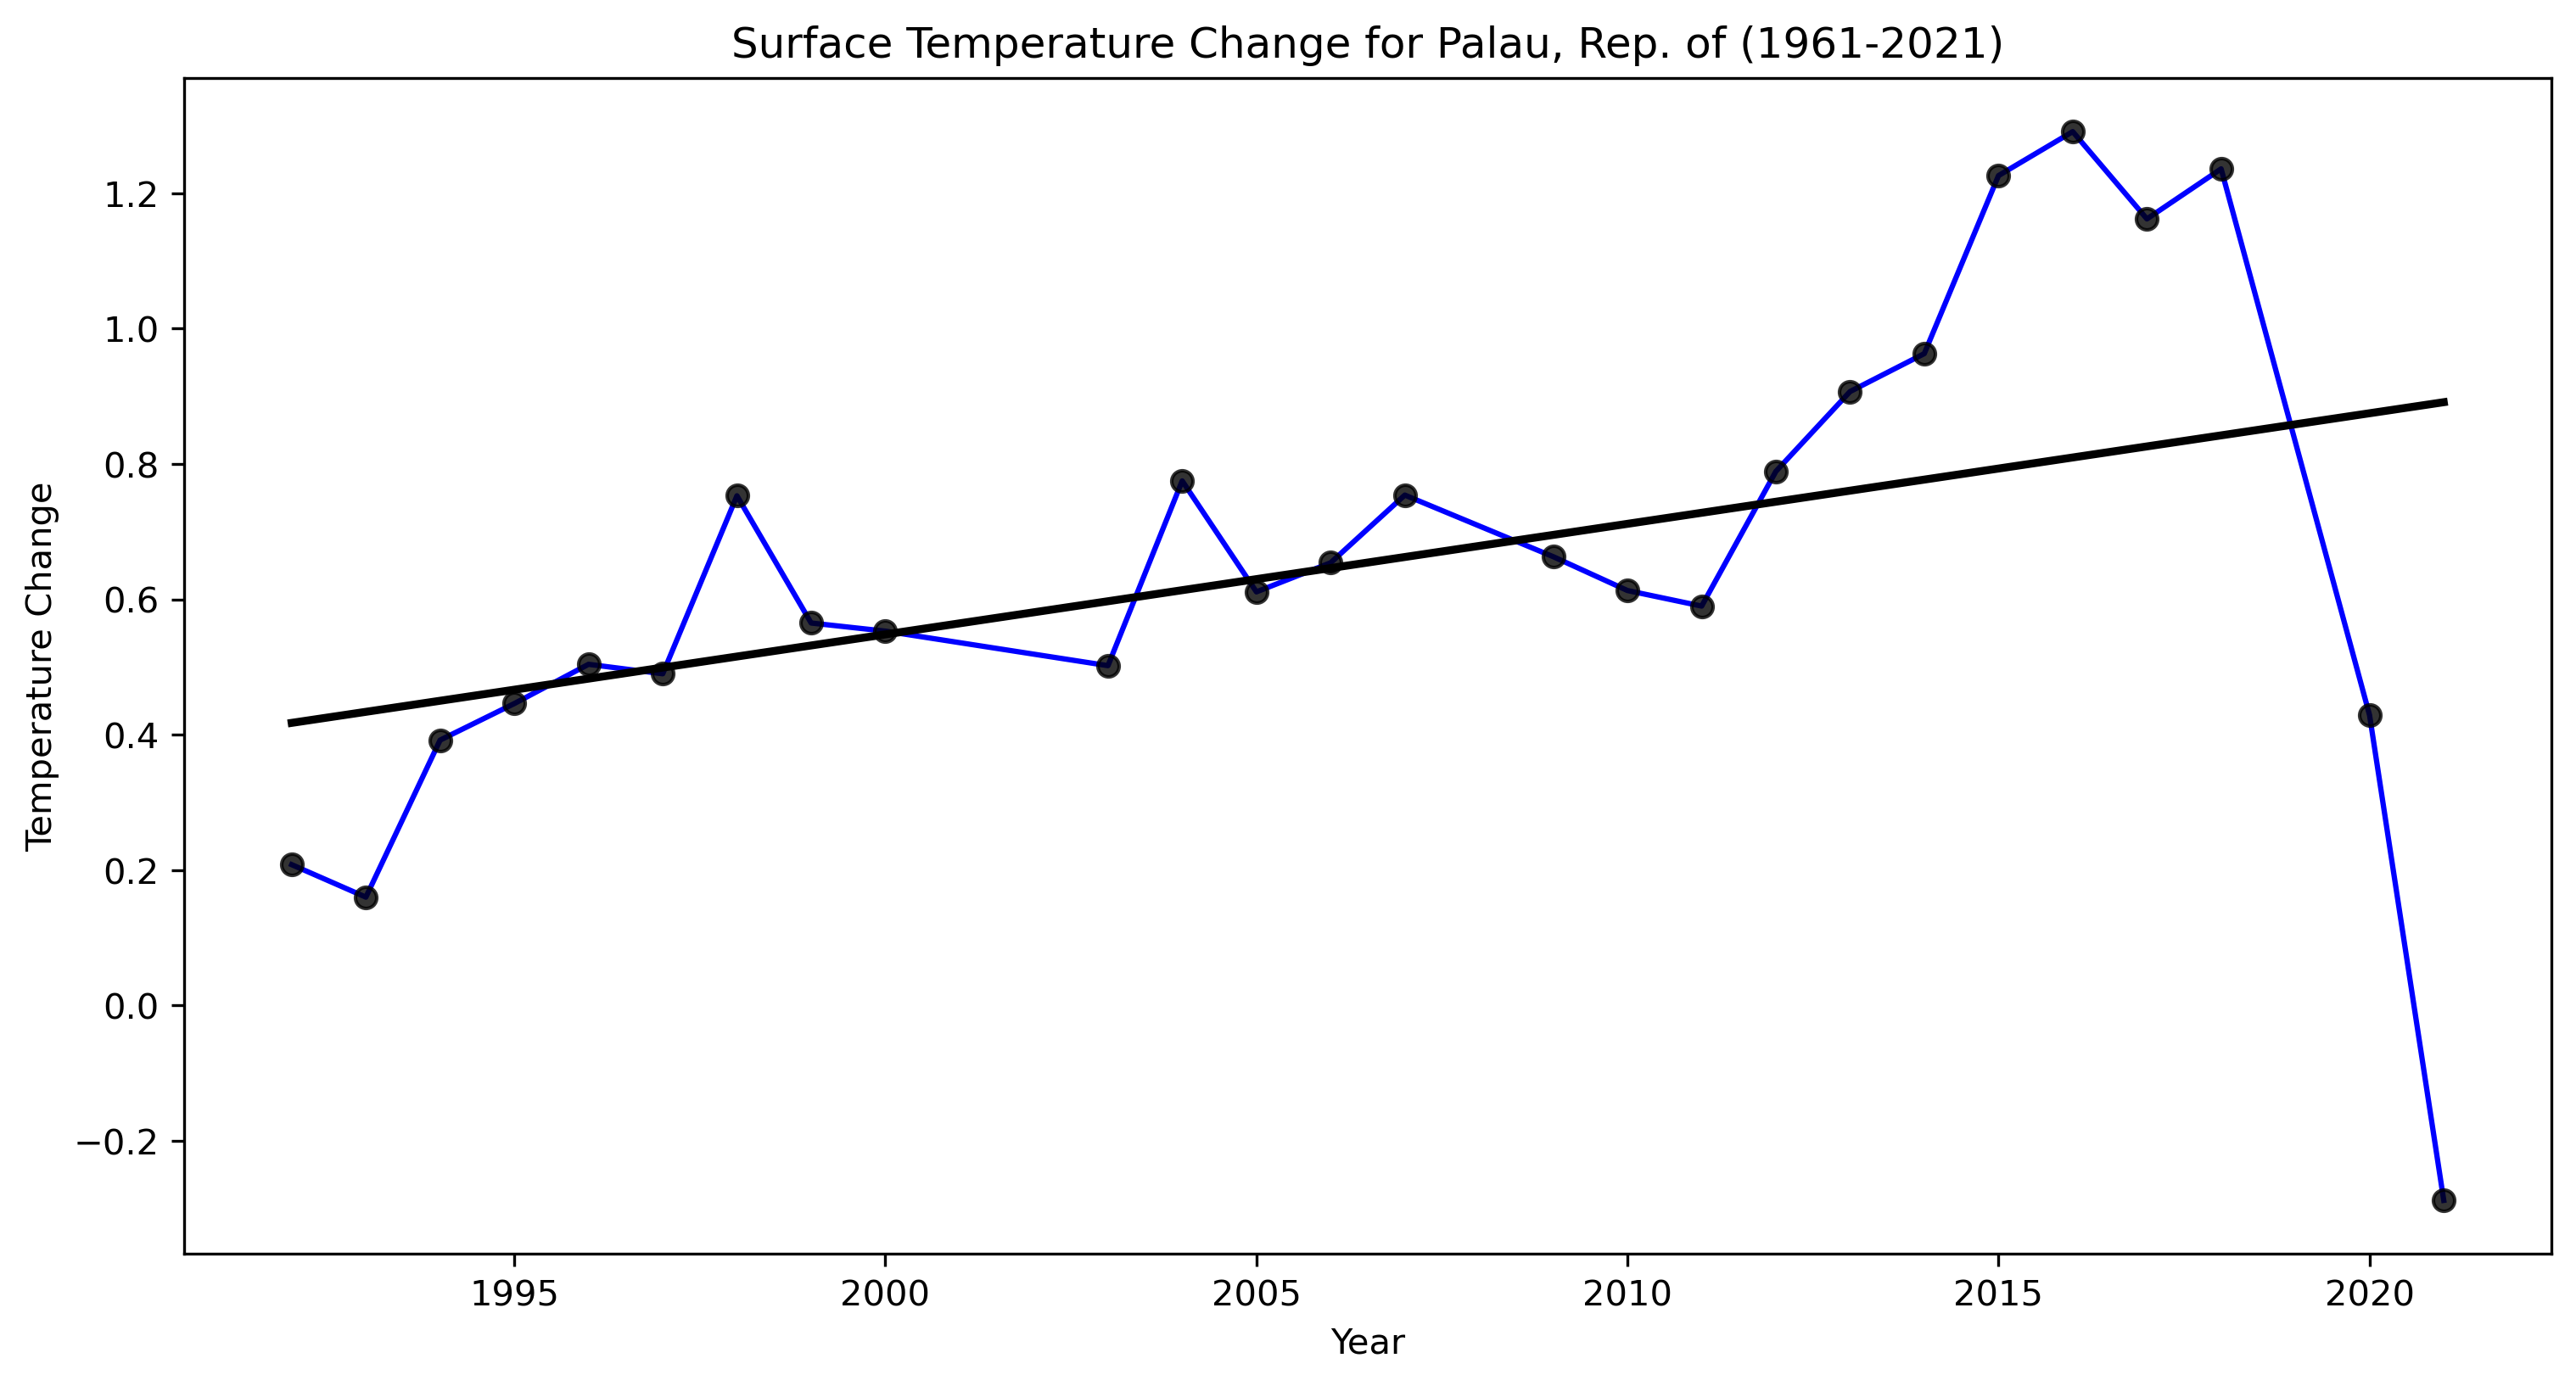 Surface Temperature Change for Palau, Rep. of (1961-2021)
Temperature Change
1.2
1.0
0.8
0.6
0.4
0.2
0.0
−0.2
1995 2000 2005 2010 2015 2020
Year